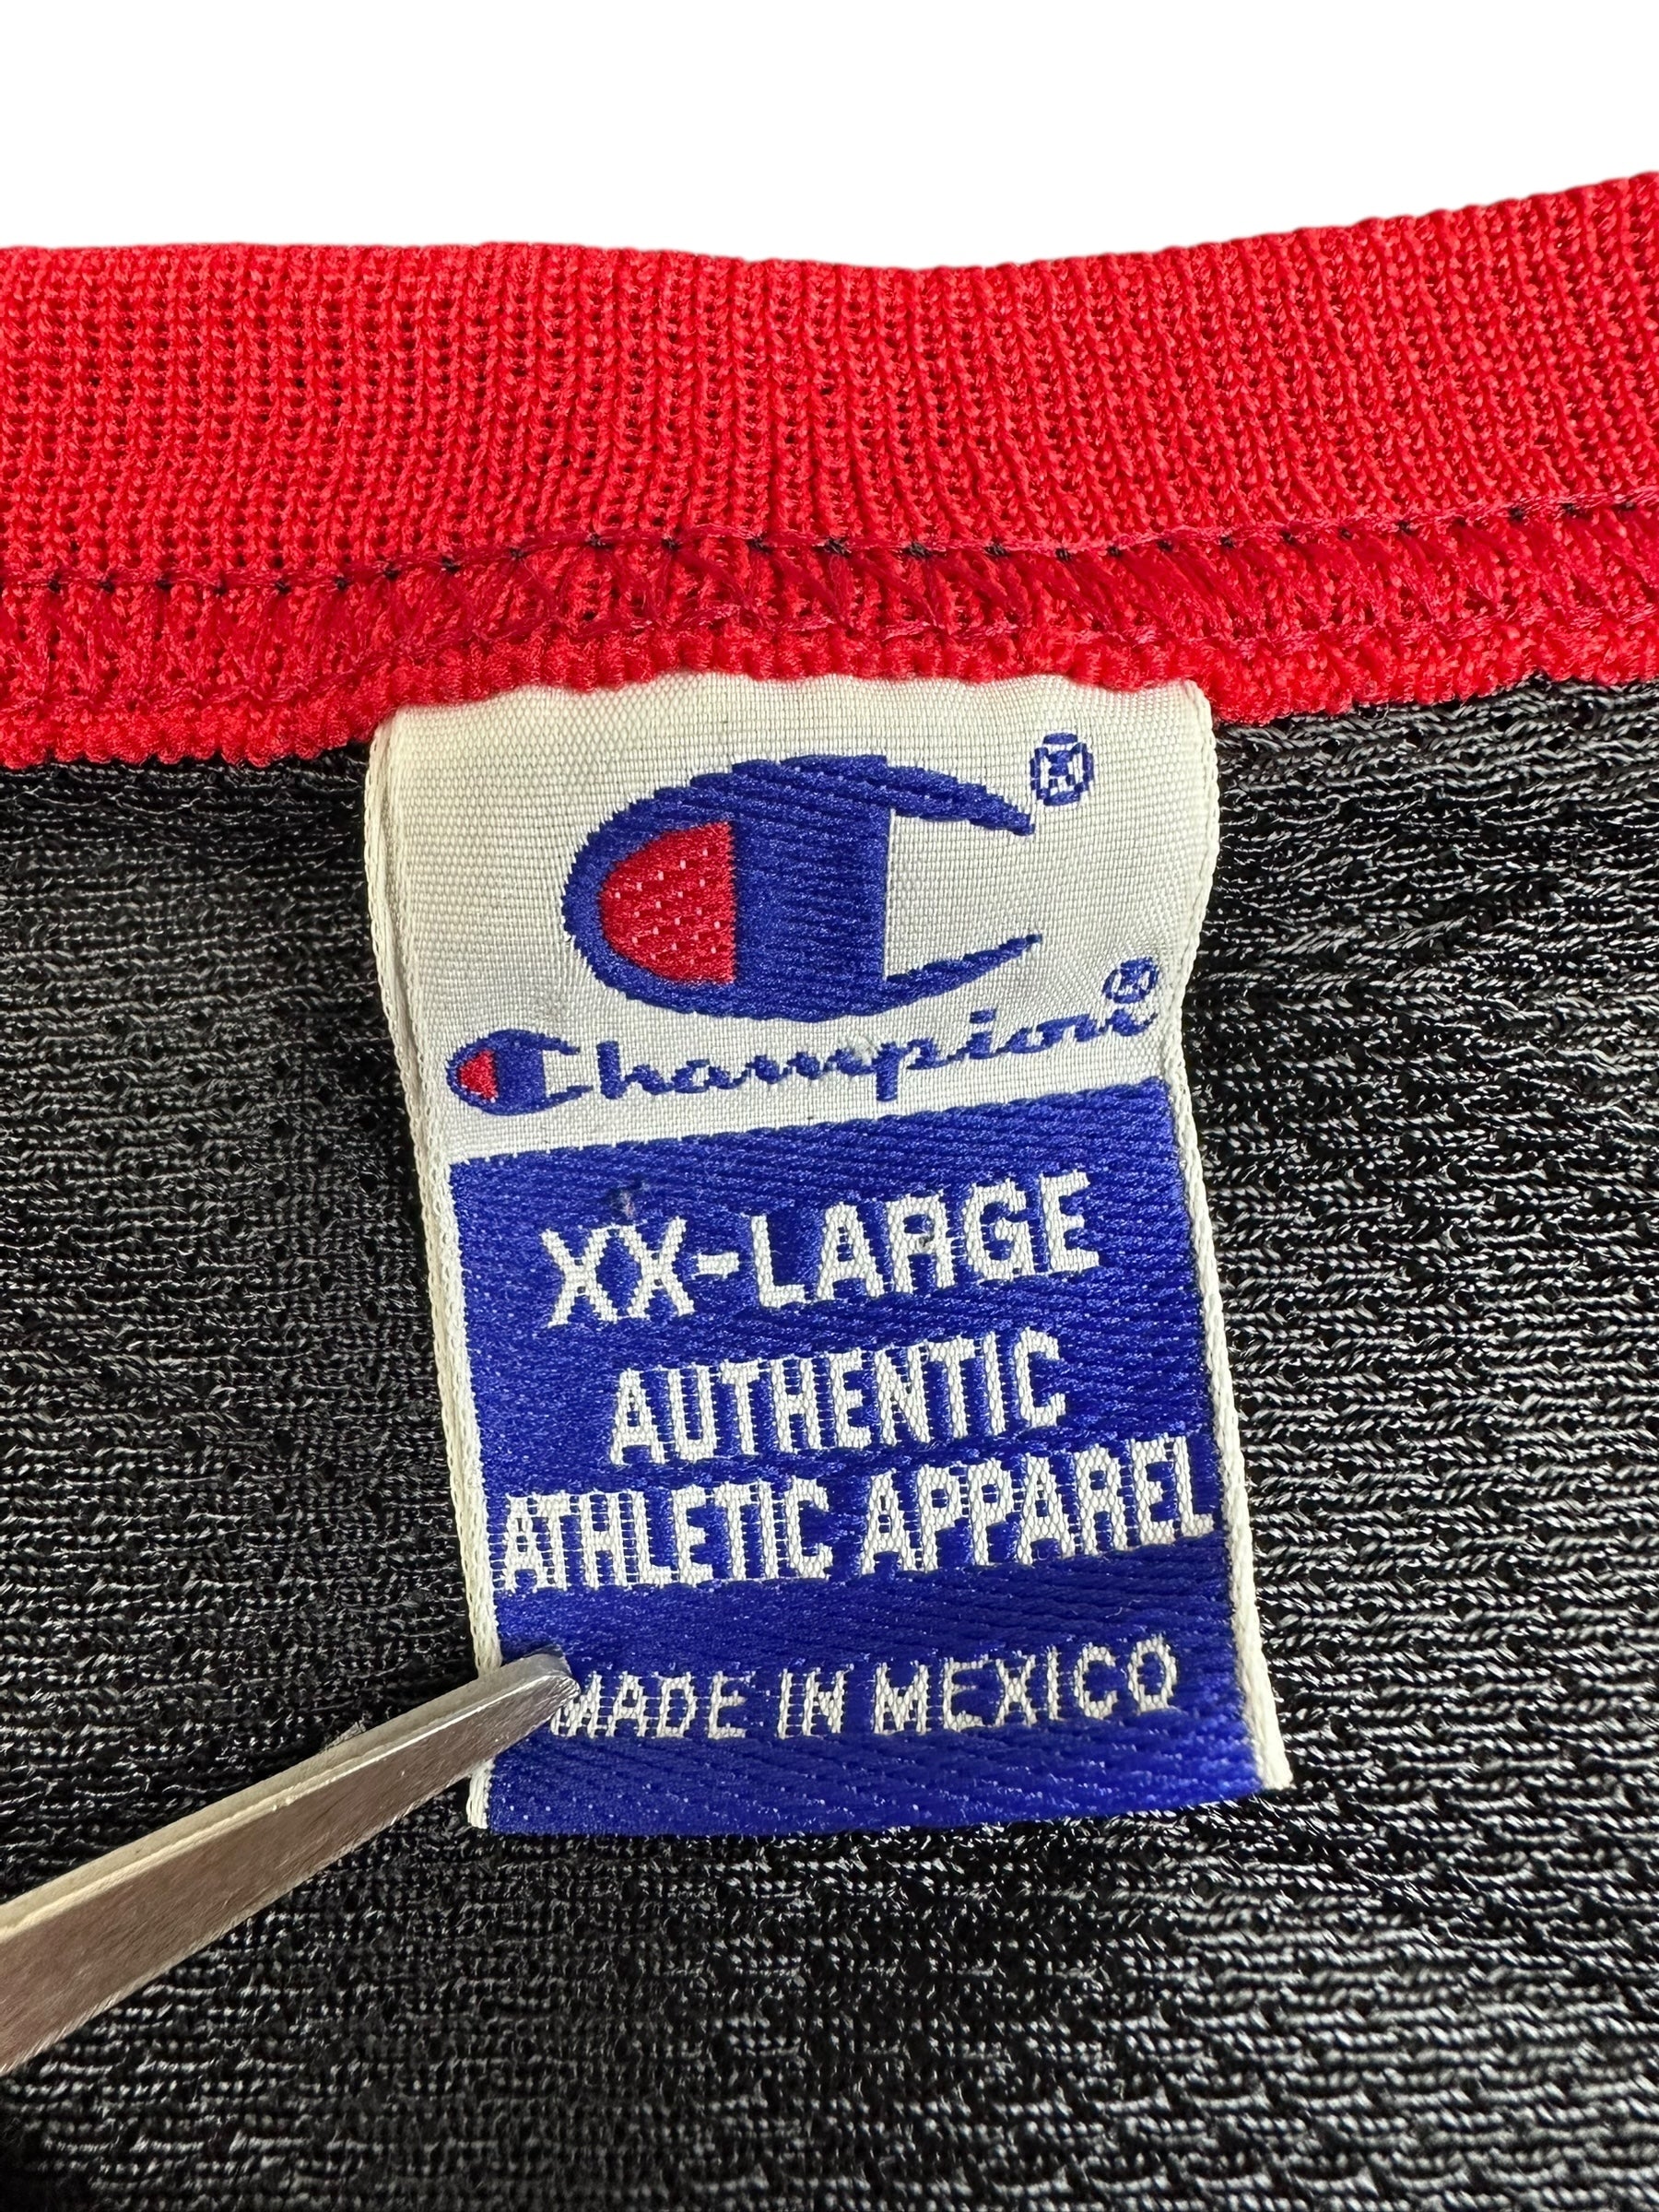 ®
Champion®
XX-LARGE
AUTHENTIC
ATHLETIC APPAREL
MADE IN MEXICO